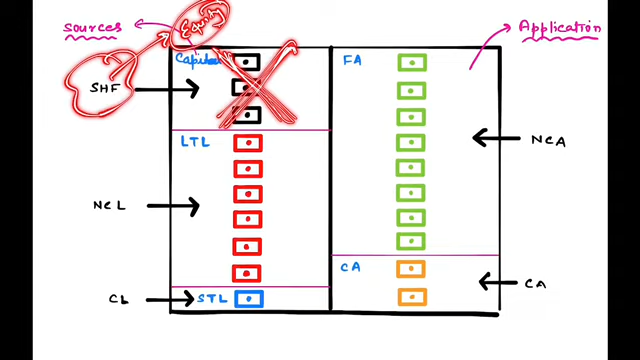 sources
Equity
Application
Capital
FA
SHF
LTL
NCA
NCL
CA
CA
CL
STL